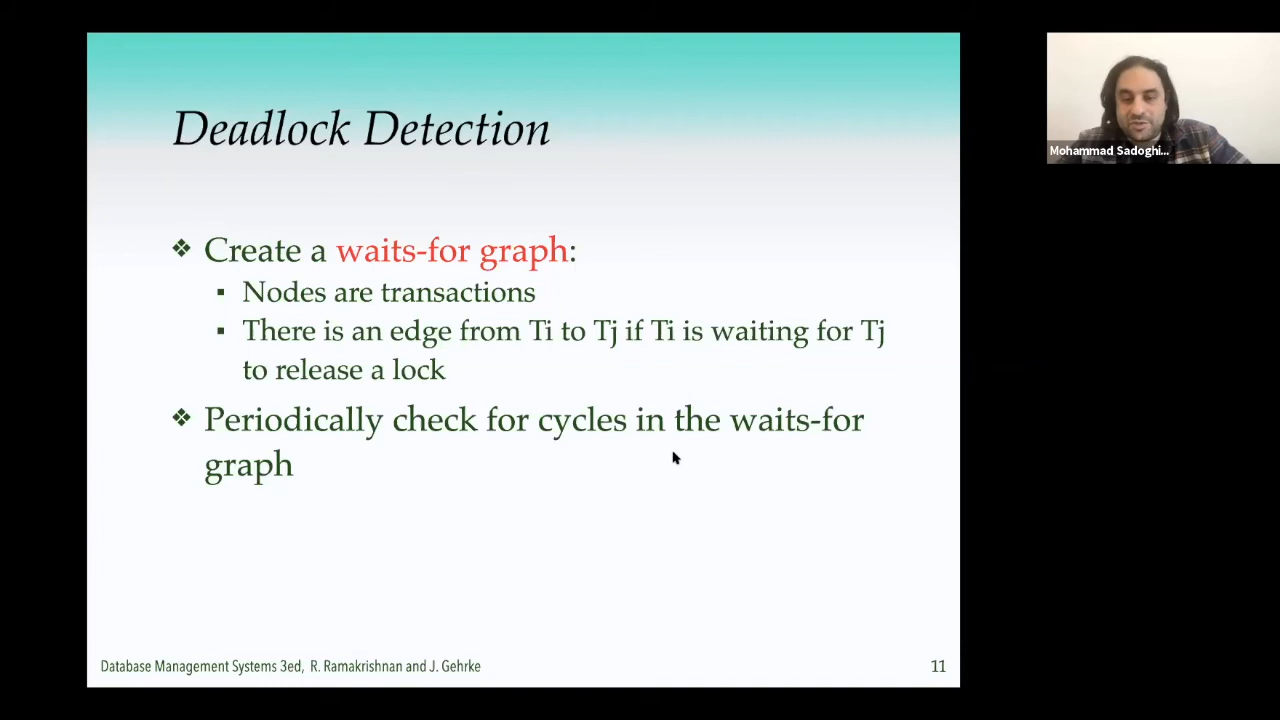 Deadlock Detection
❖ Create a waits-for graph:
▪ Nodes are transactions
▪ There is an edge from Ti to Tj if Ti is waiting for Tj
to release a lock
❖ Periodically check for cycles in the waits-for
graph
Database Management Systems 3ed, R. Ramakrishnan and J. Gehrke
11
Mohammad Sadoghi...